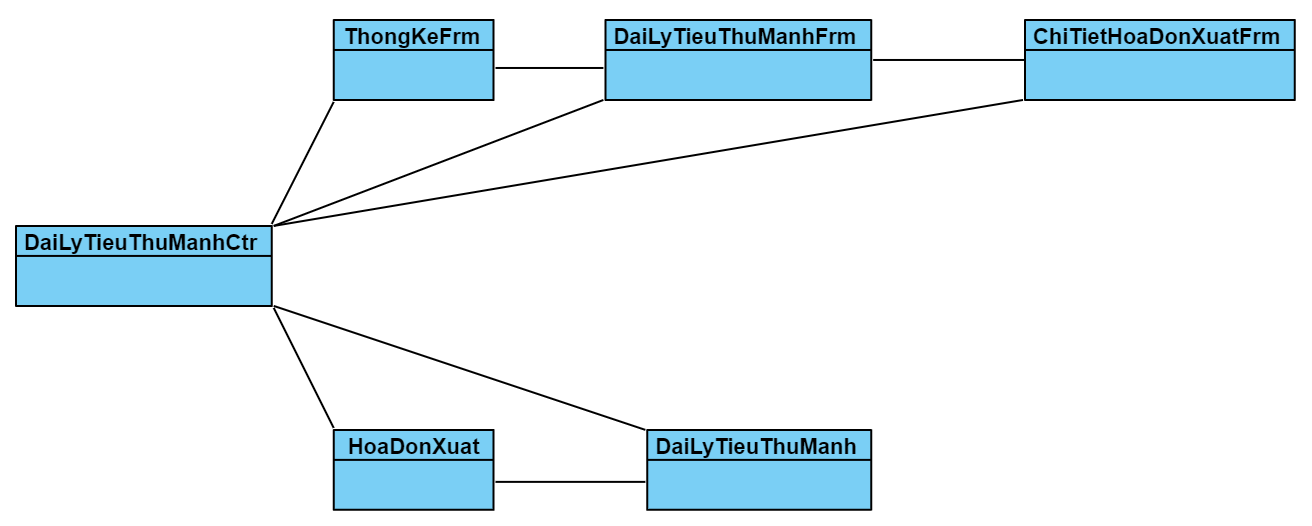 ThongKeFrm
DaiLyTieuThuManhFrm
ChiTietHoaDonXuatFrm
DaiLyTieuThuManhCtr
HoaDonXuat
DaiLyTieuThuManh